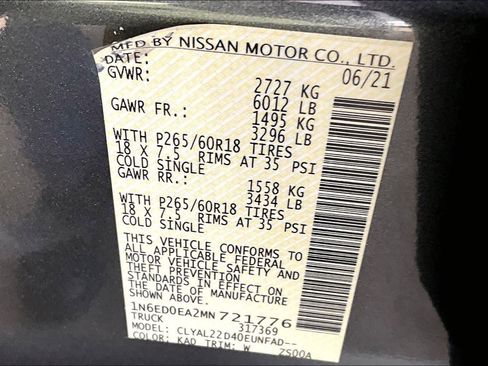 MFD BY NISSAN MOTOR CO., LTD.
DATE: 06/21
GVWR: 2727 KG
6012 LB
GAWR FR.: 1495 KG
3296 LB
WITH P265/60R18 TIRES
18 X 7.5 RIMS AT 35 PSI
COLD SINGLE
GAWR RR.: 1558 KG
3434 LB
WITH P265/60R18 TIRES
18 X 7.5 RIMS AT 35 PSI
COLD SINGLE
THIS VEHICLE CONFORMS TO
ALL APPLICABLE FEDERAL
MOTOR VEHICLE SAFETY AND
THEFT PREVENTION
STANDARDS IN EFFECT ON
THE DATE OF MANUFACTURE
1N6ED0EA2MN721776
TRUCK 317369
MODEL: CLYAL22D40EUNFAD--
COLOR: KAD TRIM: W ZS00A